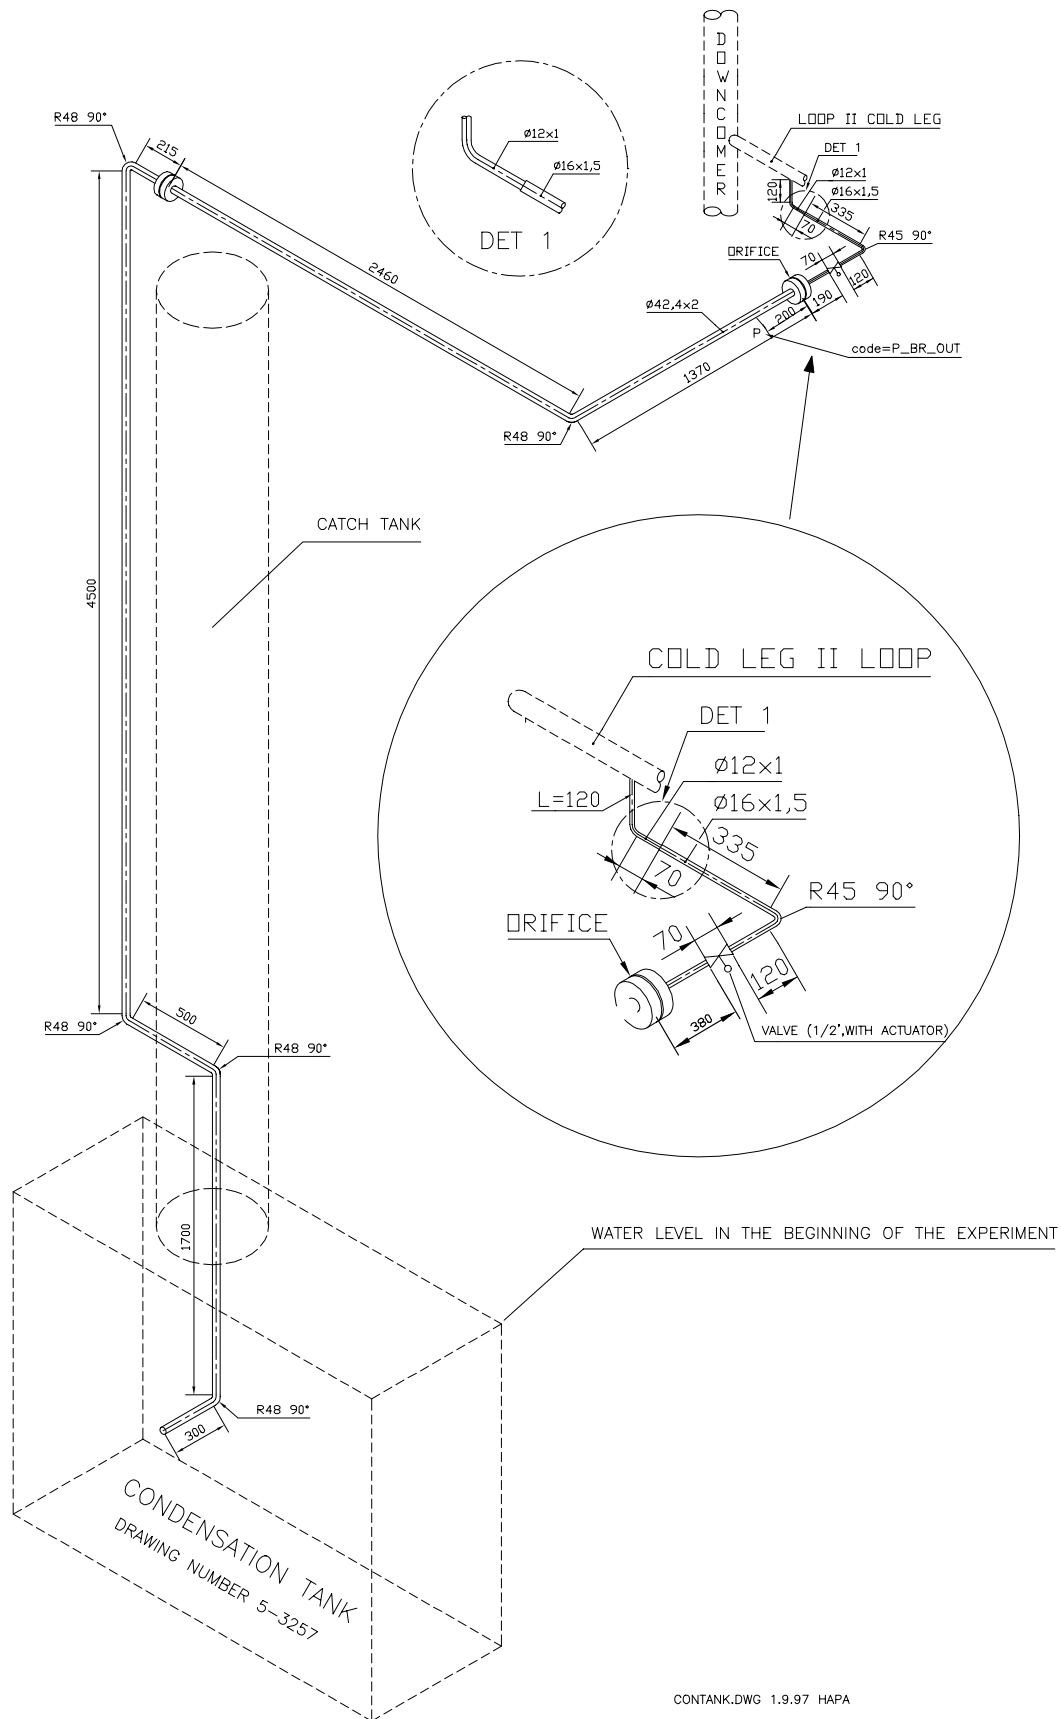 DOWNCOMER
LOOP II COLD LEG
DET 1
ø12x1
ø16x1,5
120
335
70
R45 90°
70
120
190
ORIFICE
200
P
code=P_BR_OUT
ø42,4x2
1370
R48 90°
215
ø12x1
ø16x1,5
DET 1
2460
R48 90°
CATCH TANK
4500
COLD LEG II LOOP
DET 1
ø12x1
L=120
ø16x1,5
335
70
R45 90°
ORIFICE
70
120
380
VALVE (1/2',WITH ACTUATOR)
500
R48 90°
R48 90°
1700
WATER LEVEL IN THE BEGINNING OF THE EXPERIMENT
R48 90°
300
CONDENSATION TANK
DRAWING NUMBER 5-3257
CONTANK.DWG 1.9.97 HAPA